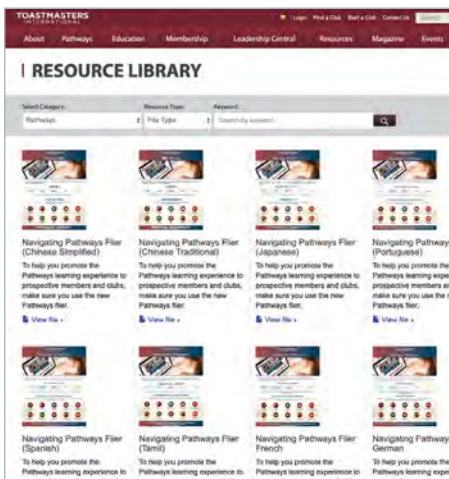 TOASTMASTERS
INTERNATIONAL
Login Find a Club Start a Club Contact Us
About Pathways Education Membership Leadership Central Resources Magazine Events
RESOURCE LIBRARY
Select Category: Resource Type: Keyword:
Pathways File Type Search by keyword
Navigating Pathways Flier (Chinese Simplified)
To help you promote the Pathways learning experience to prospective members and clubs, make sure you use the new Pathways flier.
View file »
Navigating Pathways Flier (Chinese Traditional)
To help you promote the Pathways learning experience to prospective members and clubs, make sure you use the new Pathways flier.
View file »
Navigating Pathways Flier (Japanese)
To help you promote the Pathways learning experience to prospective members and clubs, make sure you use the new Pathways flier.
View file »
Navigating Pathway
(Portuguese)
To help you promote the
Pathways learning expe
prospective members a
make sure you use the
Pathways flier.
View file »
Navigating Pathways Flier (Spanish)
To help you promote the
Pathways learning experience to
Navigating Pathways Flier (Tamil)
To help you promote the
Pathways learning experience to
Navigating Pathways Flier French
To help you promote the
Pathways learning experience to
Navigating Pathway
German
To help you promote the
Pathways learning expe